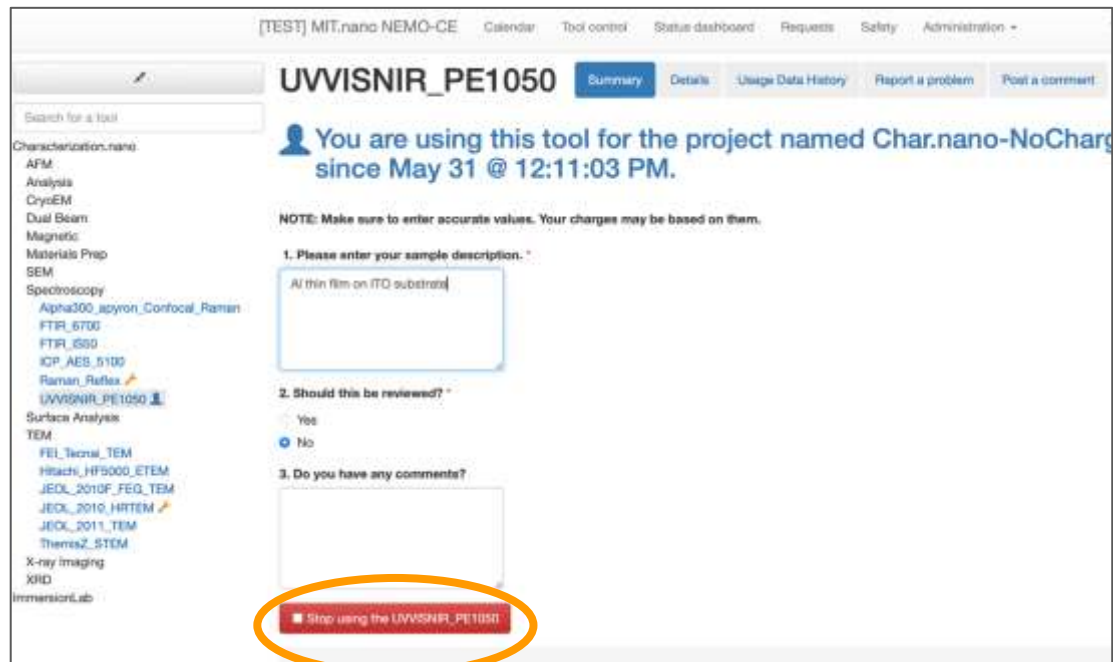 [TEST] MIT.nano NEMO-CE Calendar Tool control Status dashboard Requests Safety Administration
Search for a tool
Characterization.nano
AFM
Analysis
CryoEM
Dual Beam
Magnetic
Materials Prep
SEM
Spectroscopy
Alpha300_apyron_Confocal_Raman
FTIR_6700
FTIR_IS50
ICP_AES_5100
Raman_Reflex
UVVISNIR_PE1050
Surface Analysis
TEM
FEI_Tecnai_TEM
Hitachi_HF5000_ETEM
JEOL_2010F_FEG_TEM
JEOL_2010_HRTEM
JEOL_2011_TEM
ThemisZ_STEM
X-ray Imaging
XRD
ImmersionLab
UVVISNIR_PE1050 Summary Details Usage Data History Report a problem Post a comment
You are using this tool for the project named Char.nano-NoCharg
since May 31 @ 12:11:03 PM.
NOTE: Make sure to enter accurate values. Your charges may be based on them.
1. Please enter your sample description. *
Al thin film on ITO substrate
2. Should this be reviewed? *
Yes
No
3. Do you have any comments?
Stop using the UVVISNIR_PE1050